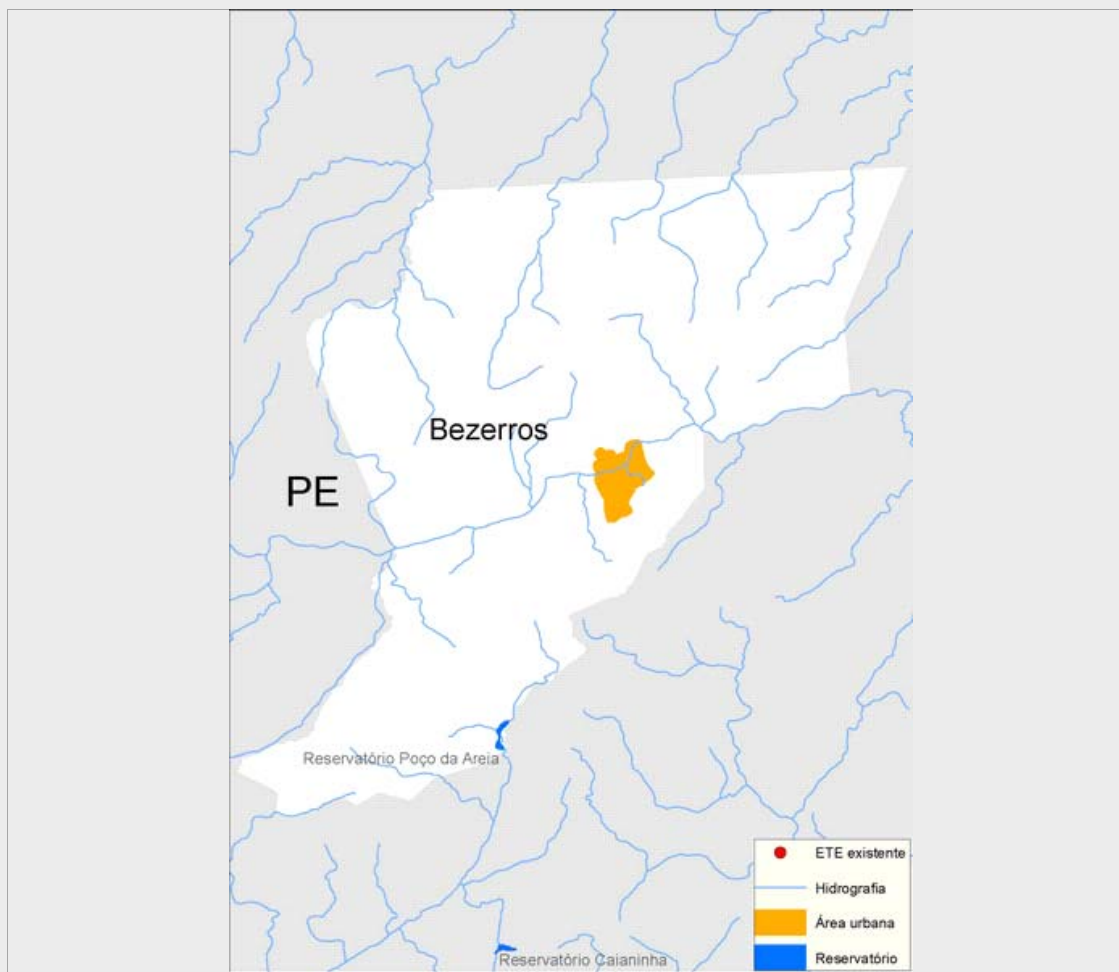 Bezerros
PE
Reservatório Poço da Areia
ETE existente
Hidrografia
Área urbana
Reservatório
Reservatório Caianinha